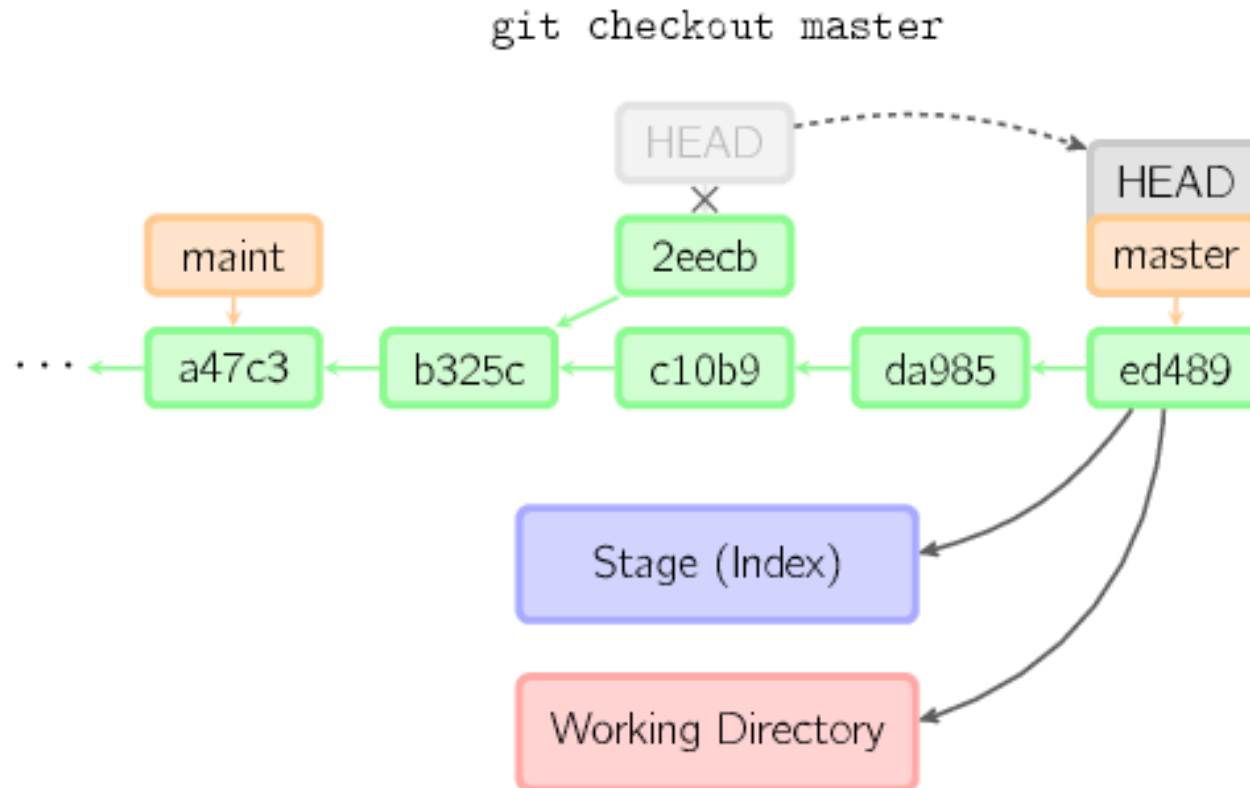 git checkout master
HEAD
HEAD
maint
2eecb
master
...
a47c3
b325c
c10b9
da985
ed489
Stage (Index)
Working Directory